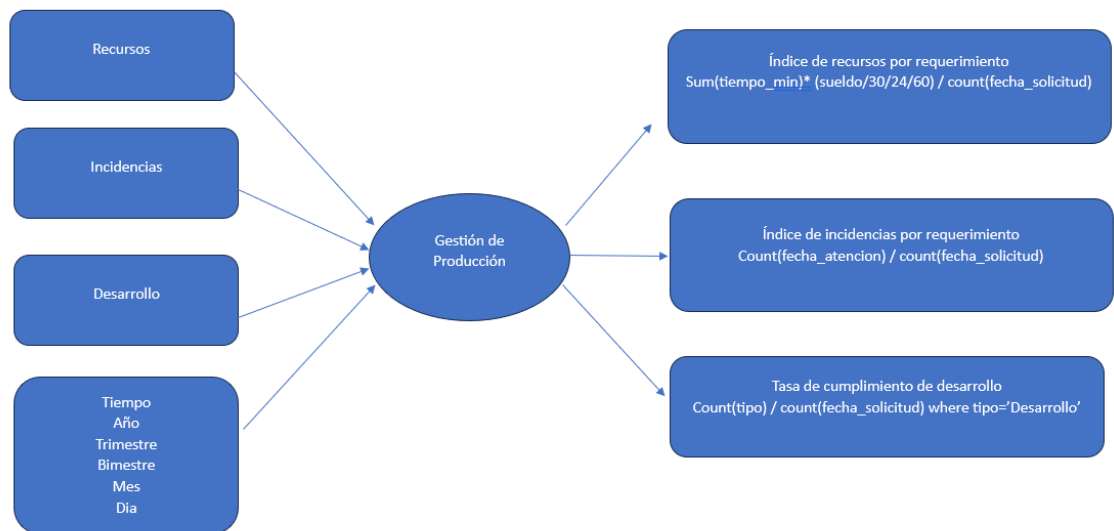 Recursos
Incidencias
Desarrollo
Tiempo
Año
Trimestre
Bimestre
Mes
Dia
Gestión de
Producción
Índice de recursos por requerimiento
Sum(tiempo_min)* (sueldo/30/24/60) / count(fecha_solicitud)
Índice de incidencias por requerimiento
Count(fecha_atencion) / count(fecha_solicitud)
Tasa de cumplimiento de desarrollo
Count(tipo) / count(fecha_solicitud) where tipo=’Desarrollo’